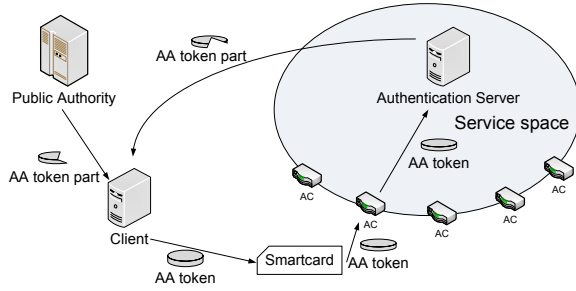 AA token part
Public Authority
Authentication Server
Service space
AA token
AA token part
AC
AC
AC
AC
AC
Client
Smartcard
AA token
AA token